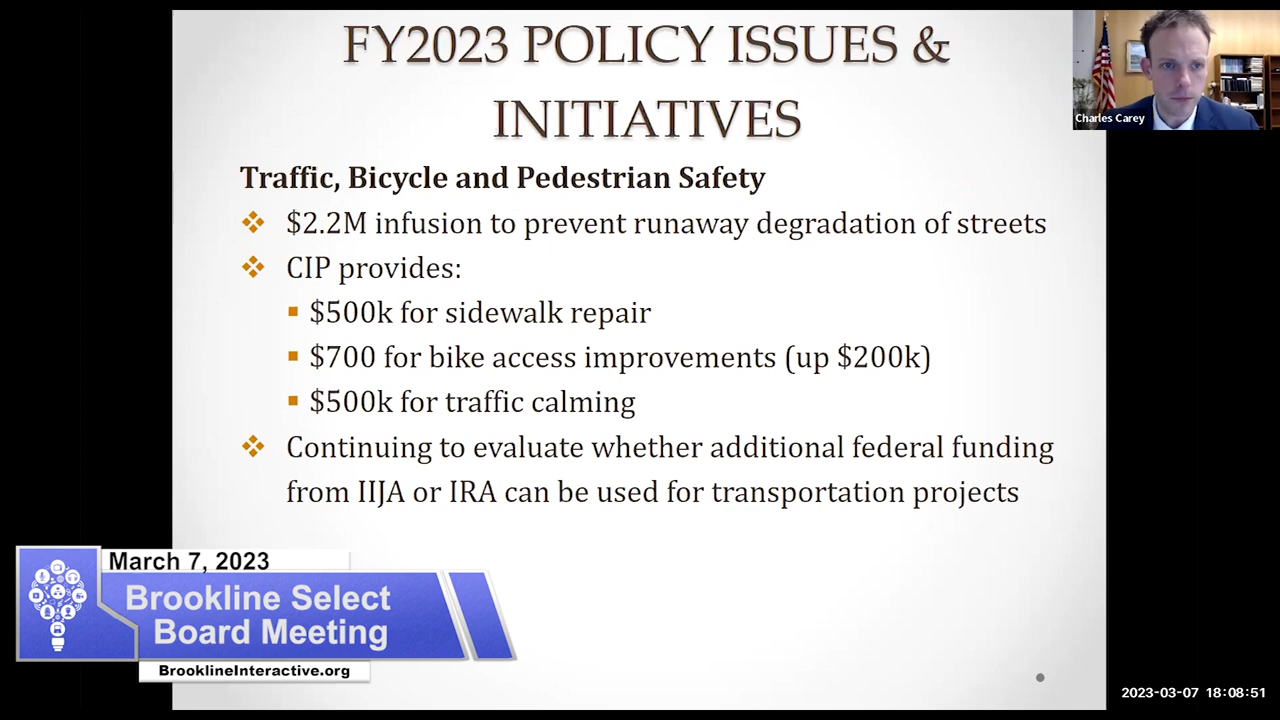 FY2023 POLICY ISSUES &
INITIATIVES
Traffic, Bicycle and Pedestrian Safety
$2.2M infusion to prevent runaway degradation of streets
CIP provides:
$500k for sidewalk repair
$700 for bike access improvements (up $200k)
$500k for traffic calming
Continuing to evaluate whether additional federal funding
from IIJA or IRA can be used for transportation projects
Charles Carey
March 7, 2023
Brookline Select
Board Meeting
BrooklineInteractive.org
2023-03-07 18:08:51